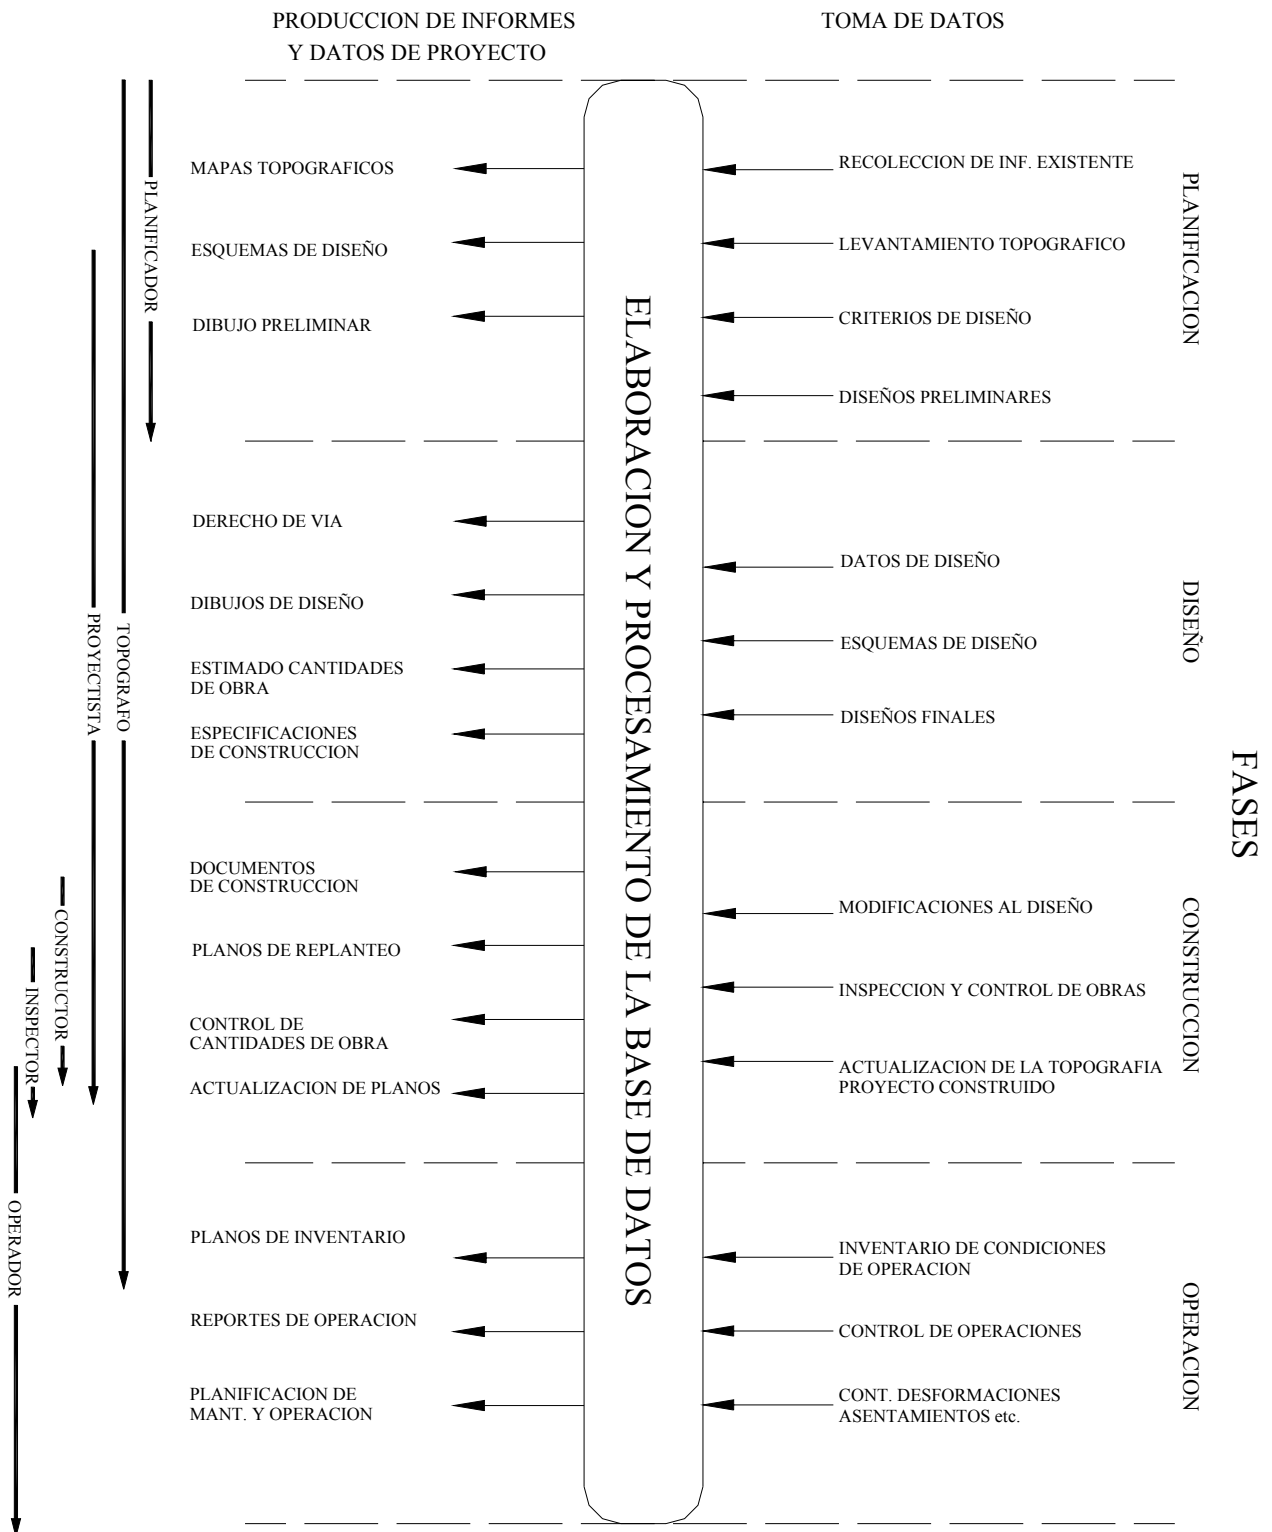 PRODUCCION DE INFORMES
Y DATOS DE PROYECTO
TOMA DE DATOS
MAPAS TOPOGRAFICOS
ESQUEMAS DE DISEÑO
DIBUJO PRELIMINAR
RECOLECCION DE INF. EXISTENTE
LEVANTAMIENTO TOPOGRAFICO
CRITERIOS DE DISEÑO
DISEÑOS PRELIMINARES
PLANIFICACION
DERECHO DE VIA
DIBUJOS DE DISEÑO
ESTIMADO CANTIDADES
DE OBRA
ESPECIFICACIONES
DE CONSTRUCCION
DATOS DE DISEÑO
ESQUEMAS DE DISEÑO
DISEÑOS FINALES
DISEÑO
DOCUMENTOS
DE CONSTRUCCION
PLANOS DE REPLANTEO
CONTROL DE
CANTIDADES DE OBRA
ACTUALIZACION DE PLANOS
MODIFICACIONES AL DISEÑO
INSPECCION Y CONTROL DE OBRAS
ACTUALIZACION DE LA TOPOGRAFIA
PROYECTO CONSTRUIDO
CONSTRUCCION
PLANOS DE INVENTARIO
REPORTES DE OPERACION
PLANIFICACION DE
MANT. Y OPERACION
INVENTARIO DE CONDICIONES
DE OPERACION
CONTROL DE OPERACIONES
CONT. DESFORMACIONES
ASENTAMIENTOS etc.
OPERACION
FASES
ELABORACION Y PROCESAMIENTO DE LA BASE DE DATOS
PLANIFICADOR
TOPOGRAFO
PROYECTISTA
CONSTRUCTOR
INSPECTOR
OPERADOR